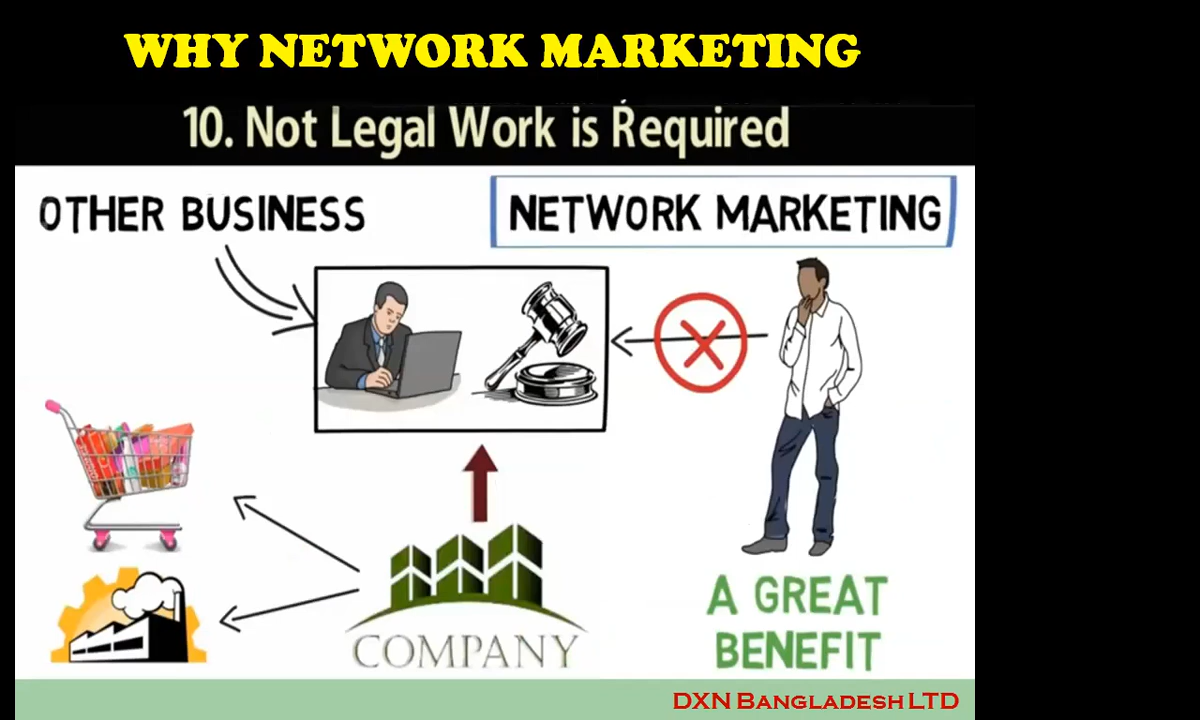 WHY NETWORK MARKETING
10. Not Legal Work is Required
OTHER BUSINESS
NETWORK MARKETING
COMPANY
A GREAT
BENEFIT
DXN BANGLADESH LTD